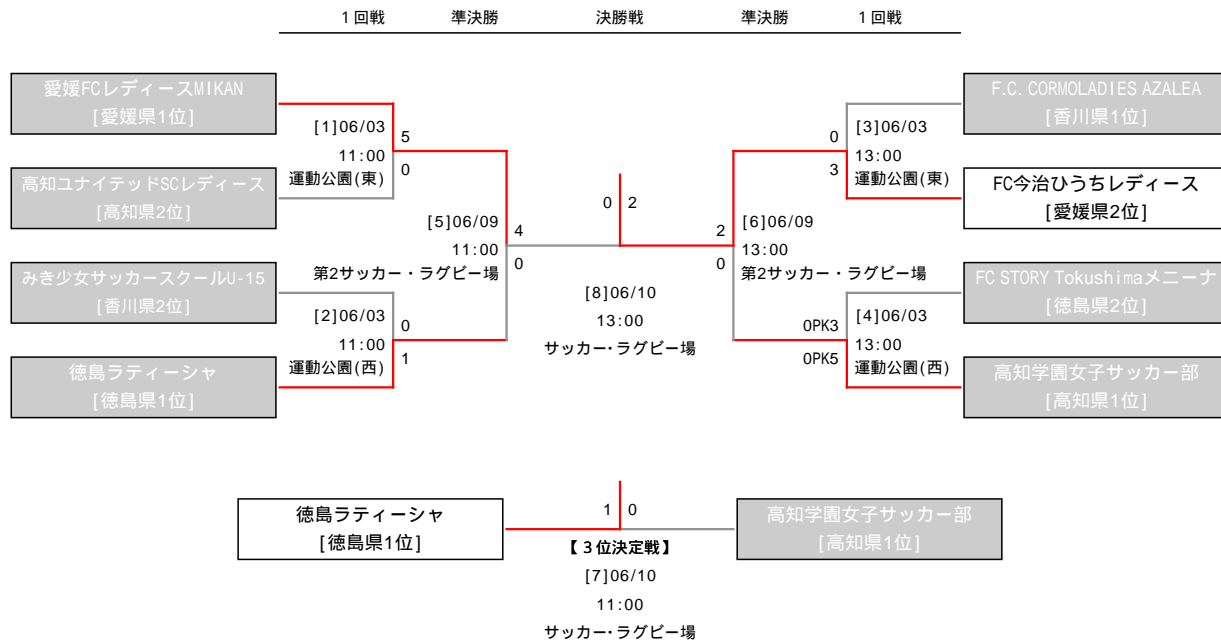 1回戦 準決勝 決勝戦 準決勝 1回戦
愛媛FCレディースMIKAN
[愛媛県1位]
高知ユナイテッドSCレディース
[高知県2位]
みき少女サッカースクールU-15
[香川県2位]
徳島ラティーシャ
[徳島県1位]
[1]06/03
11:00
運動公園(東)
5
0
[2]06/03
11:00
運動公園(西)
0
1
[5]06/09
11:00
第2サッカー・ラグビー場
4
0
0 2
[8]06/10
13:00
サッカー・ラグビー場
2
0
[6]06/09
13:00
第2サッカー・ラグビー場
0
3
[3]06/03
13:00
運動公園(東)
0PK3
0PK5
[4]06/03
13:00
運動公園(西)
F.C. CORMOLADIES AZALEA
[香川県1位]
FC今治ひうちレディース
[愛媛県2位]
FC STORY Tokushimaメニーナ
[徳島県2位]
高知学園女子サッカー部
[高知県1位]
徳島ラティーシャ
[徳島県1位]
1 0
高知学園女子サッカー部
[高知県1位]
【3位決定戦】
[7]06/10
11:00
サッカー・ラグビー場